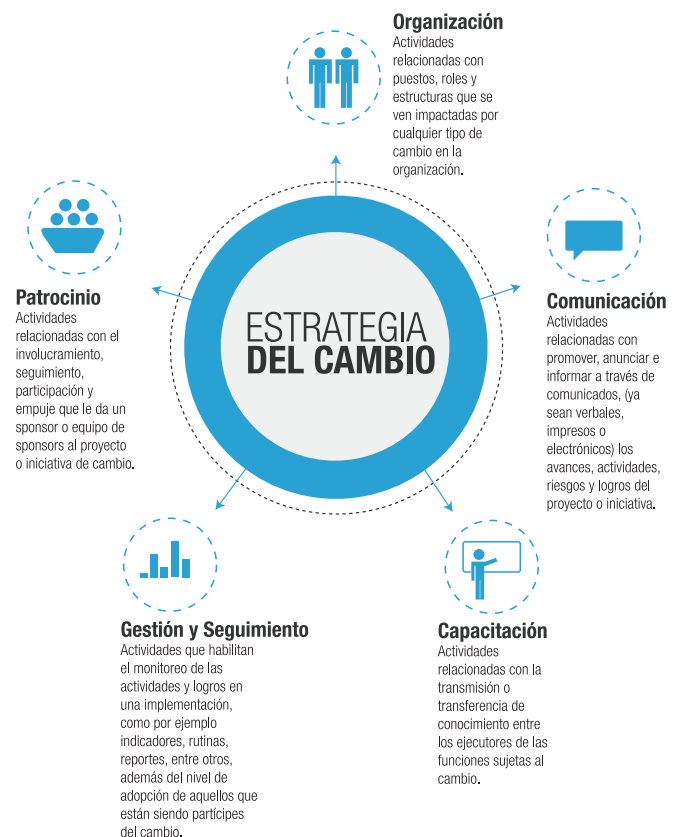 Organización
Actividades
relacionadas con
puestos, roles y
estructuras que se
ven impactadas por
cualquier tipo de
cambio en la
organización.
Patrocinio
Actividades
relacionadas con el
involucramiento,
seguimiento,
participación y
empuje que le da un
sponsor o equipo de
sponsors al proyecto
o iniciativa de cambio.
ESTRATEGIA
DEL CAMBIO
Comunicación
Actividades
relacionadas con
promover, anunciar e
informar a través de
comunicados, (ya
sean verbales,
impresos o
electrónicos) los
avances, actividades,
riesgos y logros del
proyecto o iniciativa.
Gestión y Seguimiento
Actividades que habilitan
el monitoreo de las
actividades y logros en
una implementación,
como por ejemplo
indicadores, rutinas,
reportes, entre otros,
además del nivel de
adopción de aquellos que
están siendo partícipes
del cambio.
Capacitación
Actividades
relacionadas con la
transmisión o
transferencia de
conocimiento entre
los ejecutores de las
funciones sujetas al
cambio.